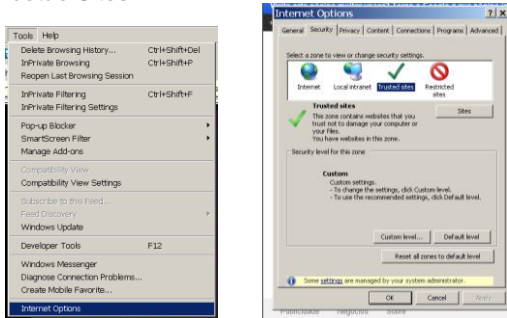 Tools Help
Delete Browsing History... Ctrl+Shift+Del
InPrivate Browsing Ctrl+Shift+P
Reopen Last Browsing Session
InPrivate Filtering Ctrl+Shift+F
InPrivate Filtering Settings
Pop-up Blocker
SmartScreen Filter
Manage Add-ons
Compatibility View
Compatibility View Settings
Subscribe to this Feed...
Feed Discovery
Windows Update
Developer Tools F12
Windows Messenger
Diagnose Connection Problems...
Create Mobile Favorite...
Internet Options
Internet Options
General Security Privacy Content Connections Programs Advanced
Select a zone to view or change security settings.
Internet Local intranet Trusted sites Restricted
sites
Trusted sites
Sites
This zone contains websites that you
trust not to damage your computer or
your files.
You have websites in this zone.
Security level for this zone
Custom
Custom settings.
- To change the settings, click Custom level.
- To use the recommended settings, click Default level.
Custom level... Default level
Reset all zones to default level
Some settings are managed by your system administrator.
OK Cancel Apply